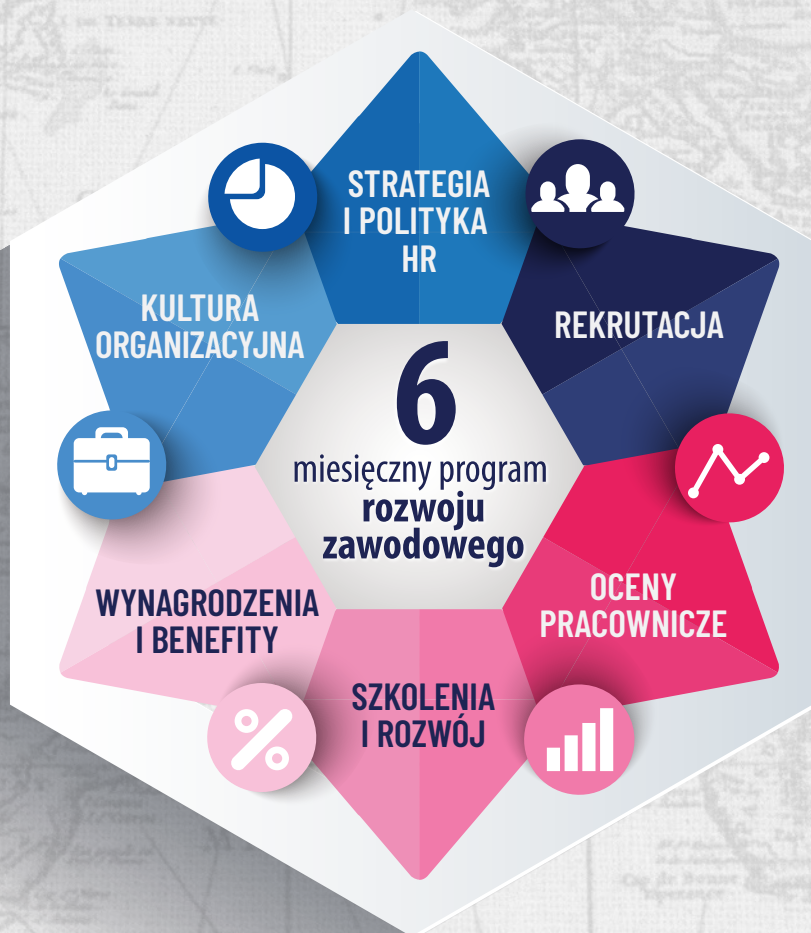 STRATEGIA
I POLITYKA
HR
REKRUTACJA
KULTURA
ORGANIZACYJNA
6
miesięczny program
rozwoju
zawodowego
OCENY
PRACOWNICZE
WYNAGRODZENIA
I BENEFITY
SZKOLENIA
I ROZWÓJ